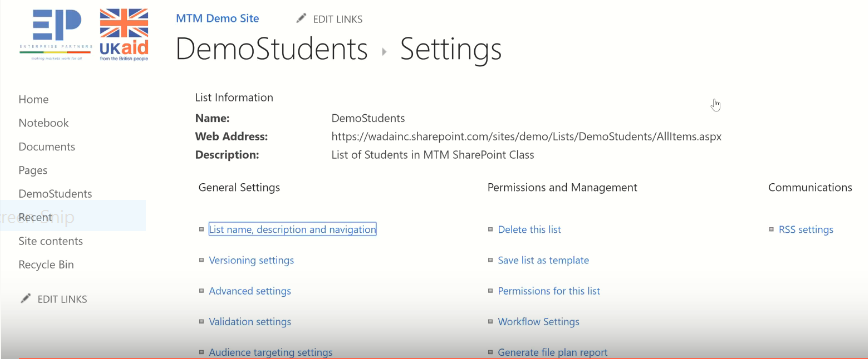 EP
ENTERPRISE PARTNERS
UKaid
from the British people
MTM Demo Site
EDIT LINKS
DemoStudents ▸ Settings
Home
Notebook
Documents
Pages
DemoStudents
Recent
Site contents
Recycle Bin
EDIT LINKS
List Information
Name: DemoStudents
Web Address: https://wadainc.sharepoint.com/sites/demo/Lists/DemoStudents/AllItems.aspx
Description: List of Students in MTM SharePoint Class
General Settings
List name, description and navigation
Versioning settings
Advanced settings
Validation settings
Audience targeting settings
Permissions and Management
Delete this list
Save list as template
Permissions for this list
Workflow Settings
Generate file plan report
Communications
RSS settings